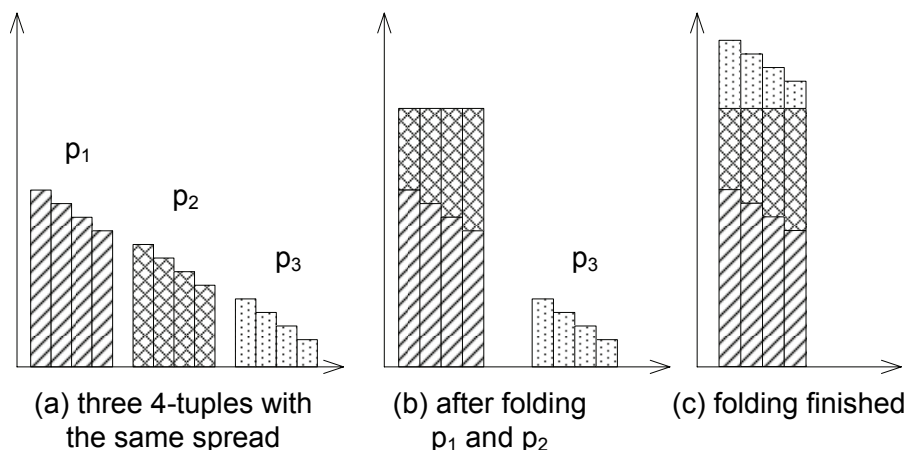 p₁
p₂
p₃
(a) three 4-tuples with
the same spread
p₃
(b) after folding
p₁ and p₂
(c) folding finished